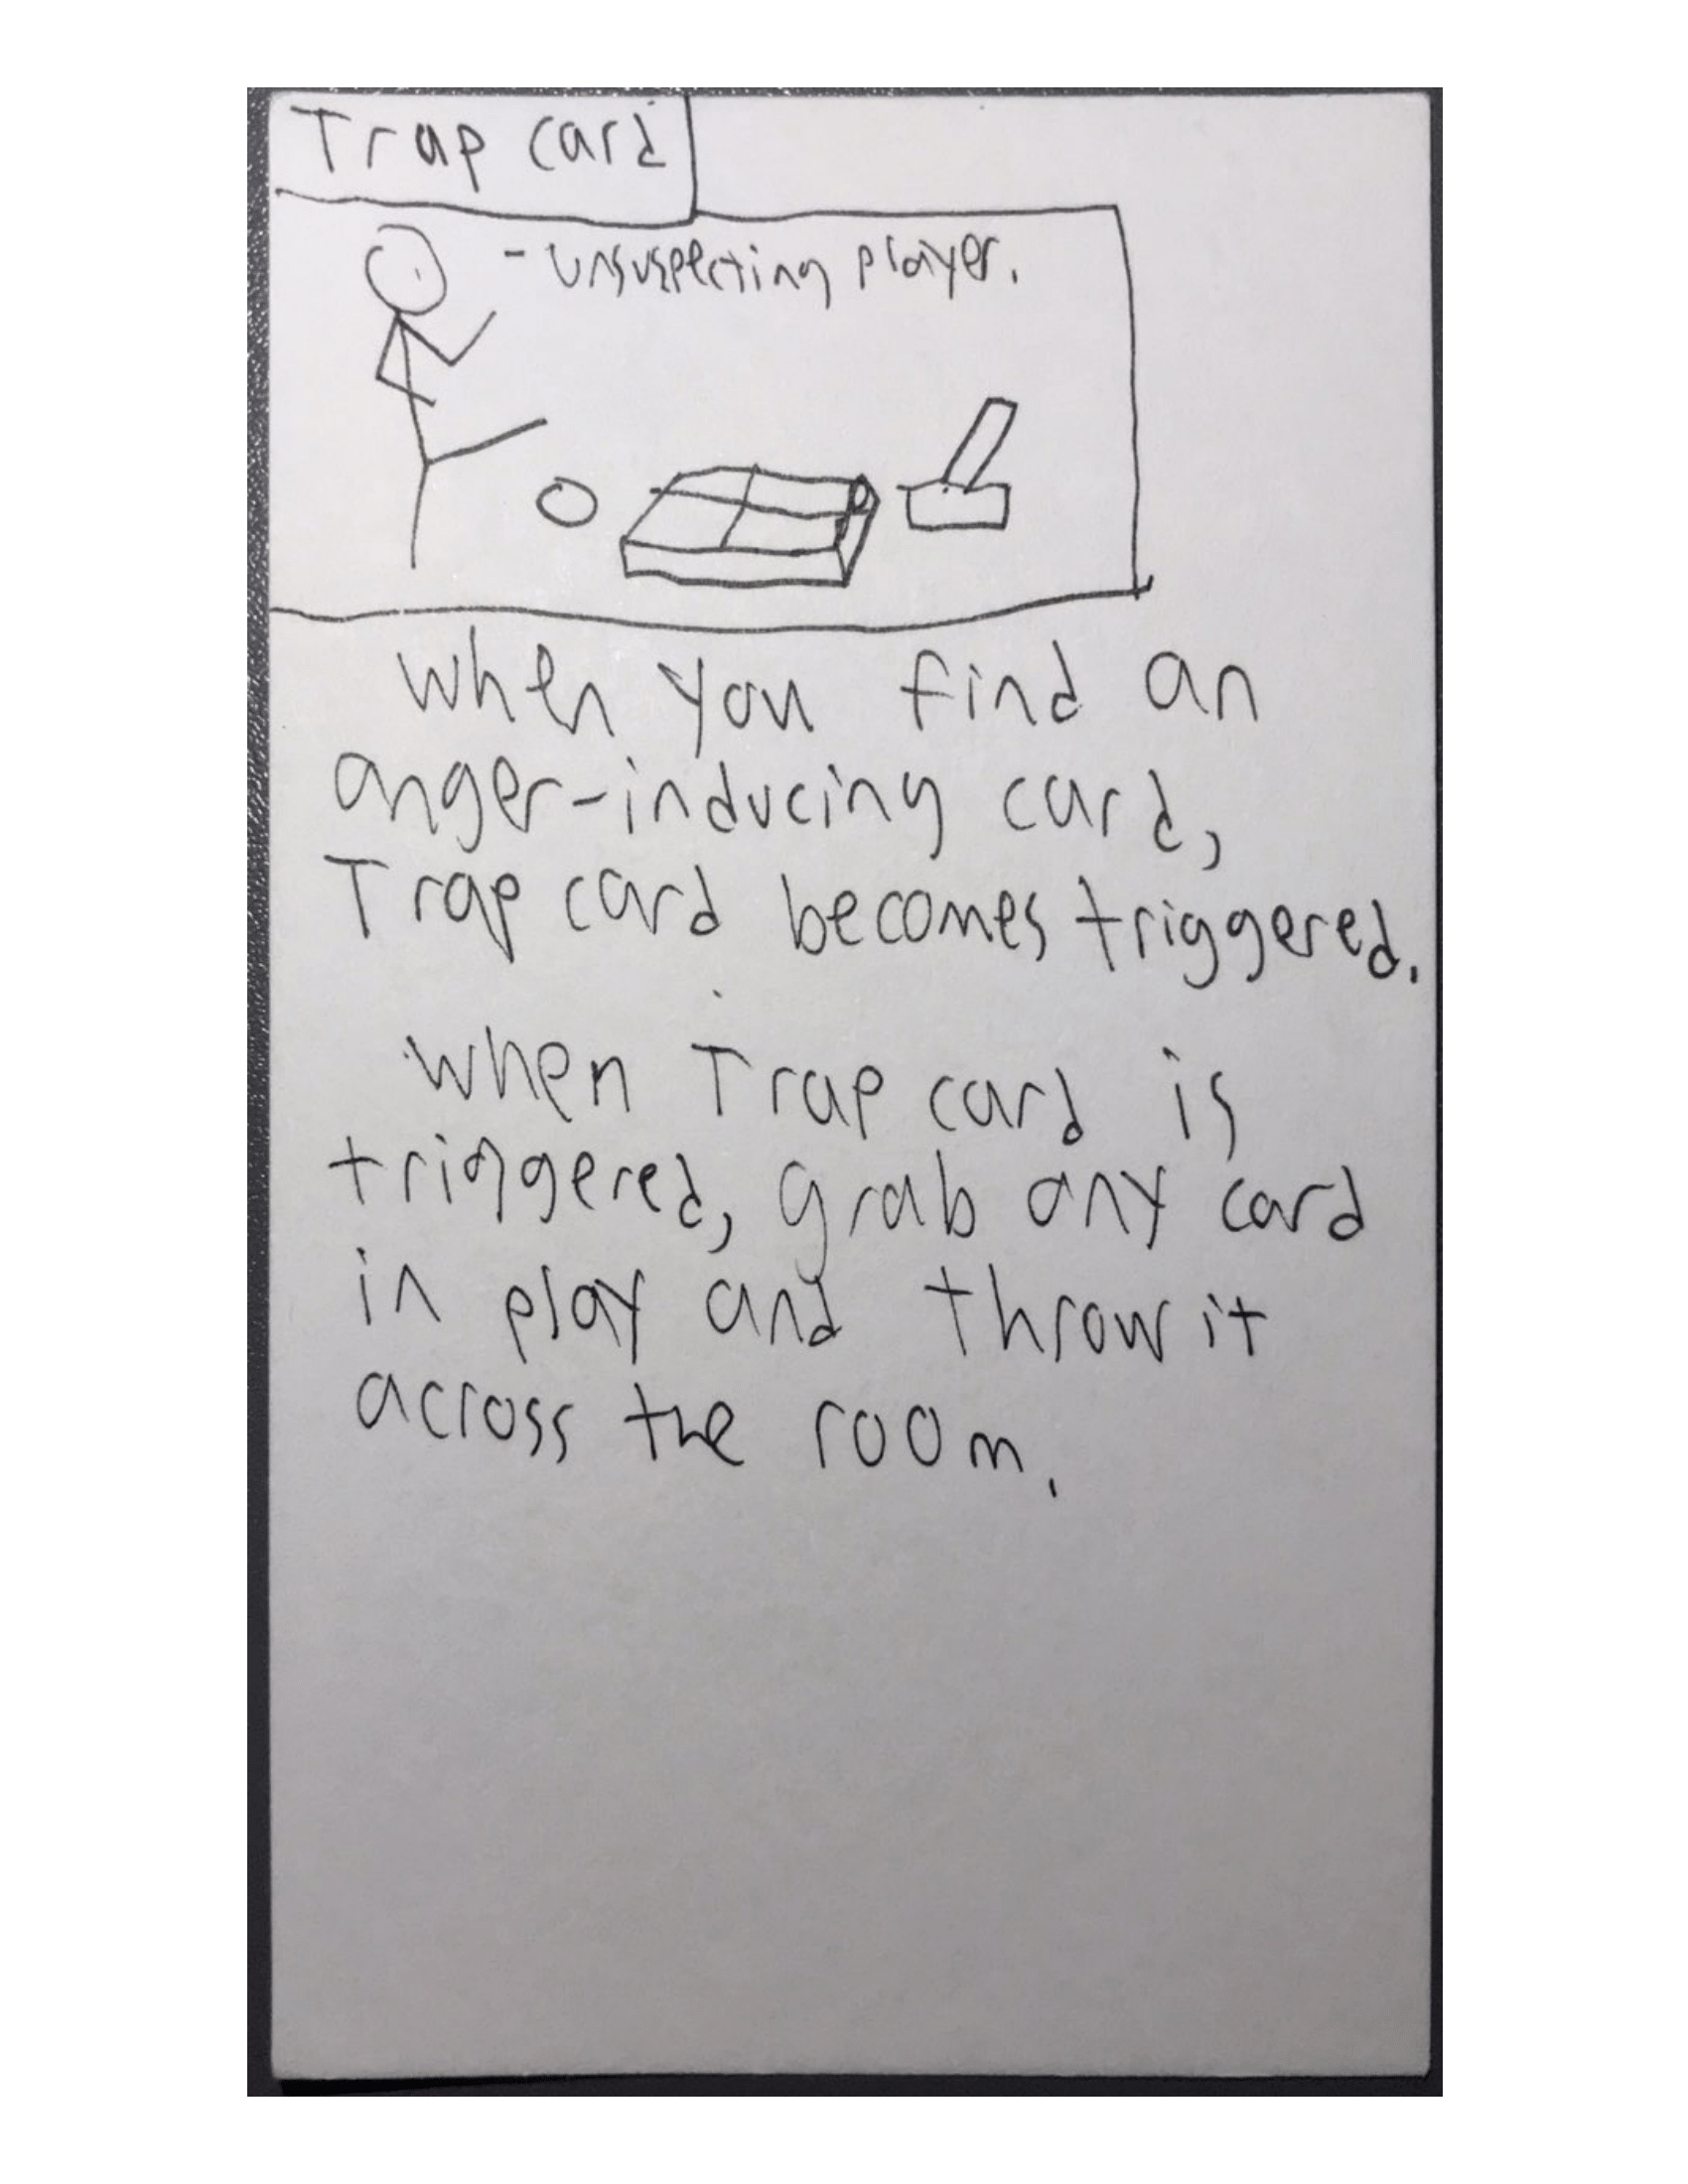 Trap card
- unsuspecting player.
when you find an
anger-inducing card,
Trap card becomes triggered.
when Trap card is
triggered, grab any card
in play and throw it
across the room.